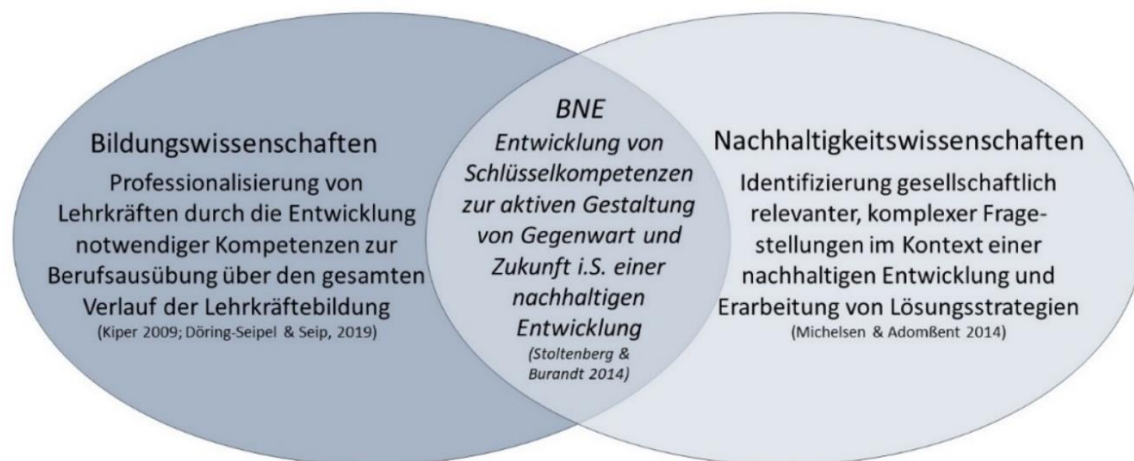 Bildungswissenschaften
Professionalisierung von
Lehrkräften durch die Entwicklung
notwendiger Kompetenzen zur
Berufsausübung über den gesamten
Verlauf der Lehrkräftebildung
(Kiper 2009; Döring-Seipel & Seip, 2019)
BNE
Entwicklung von
Schlüsselkompetenzen
zur aktiven Gestaltung
von Gegenwart und
Zukunft i.S. einer
nachhaltigen
Entwicklung
(Stoltenberg &
Burandt 2014)
Nachhaltigkeitswissenschaften
Identifizierung gesellschaftlich
relevanter, komplexer Frage-
stellungen im Kontext einer
nachhaltigen Entwicklung und
Erarbeitung von Lösungsstrategien
(Michelsen & Adomßent 2014)